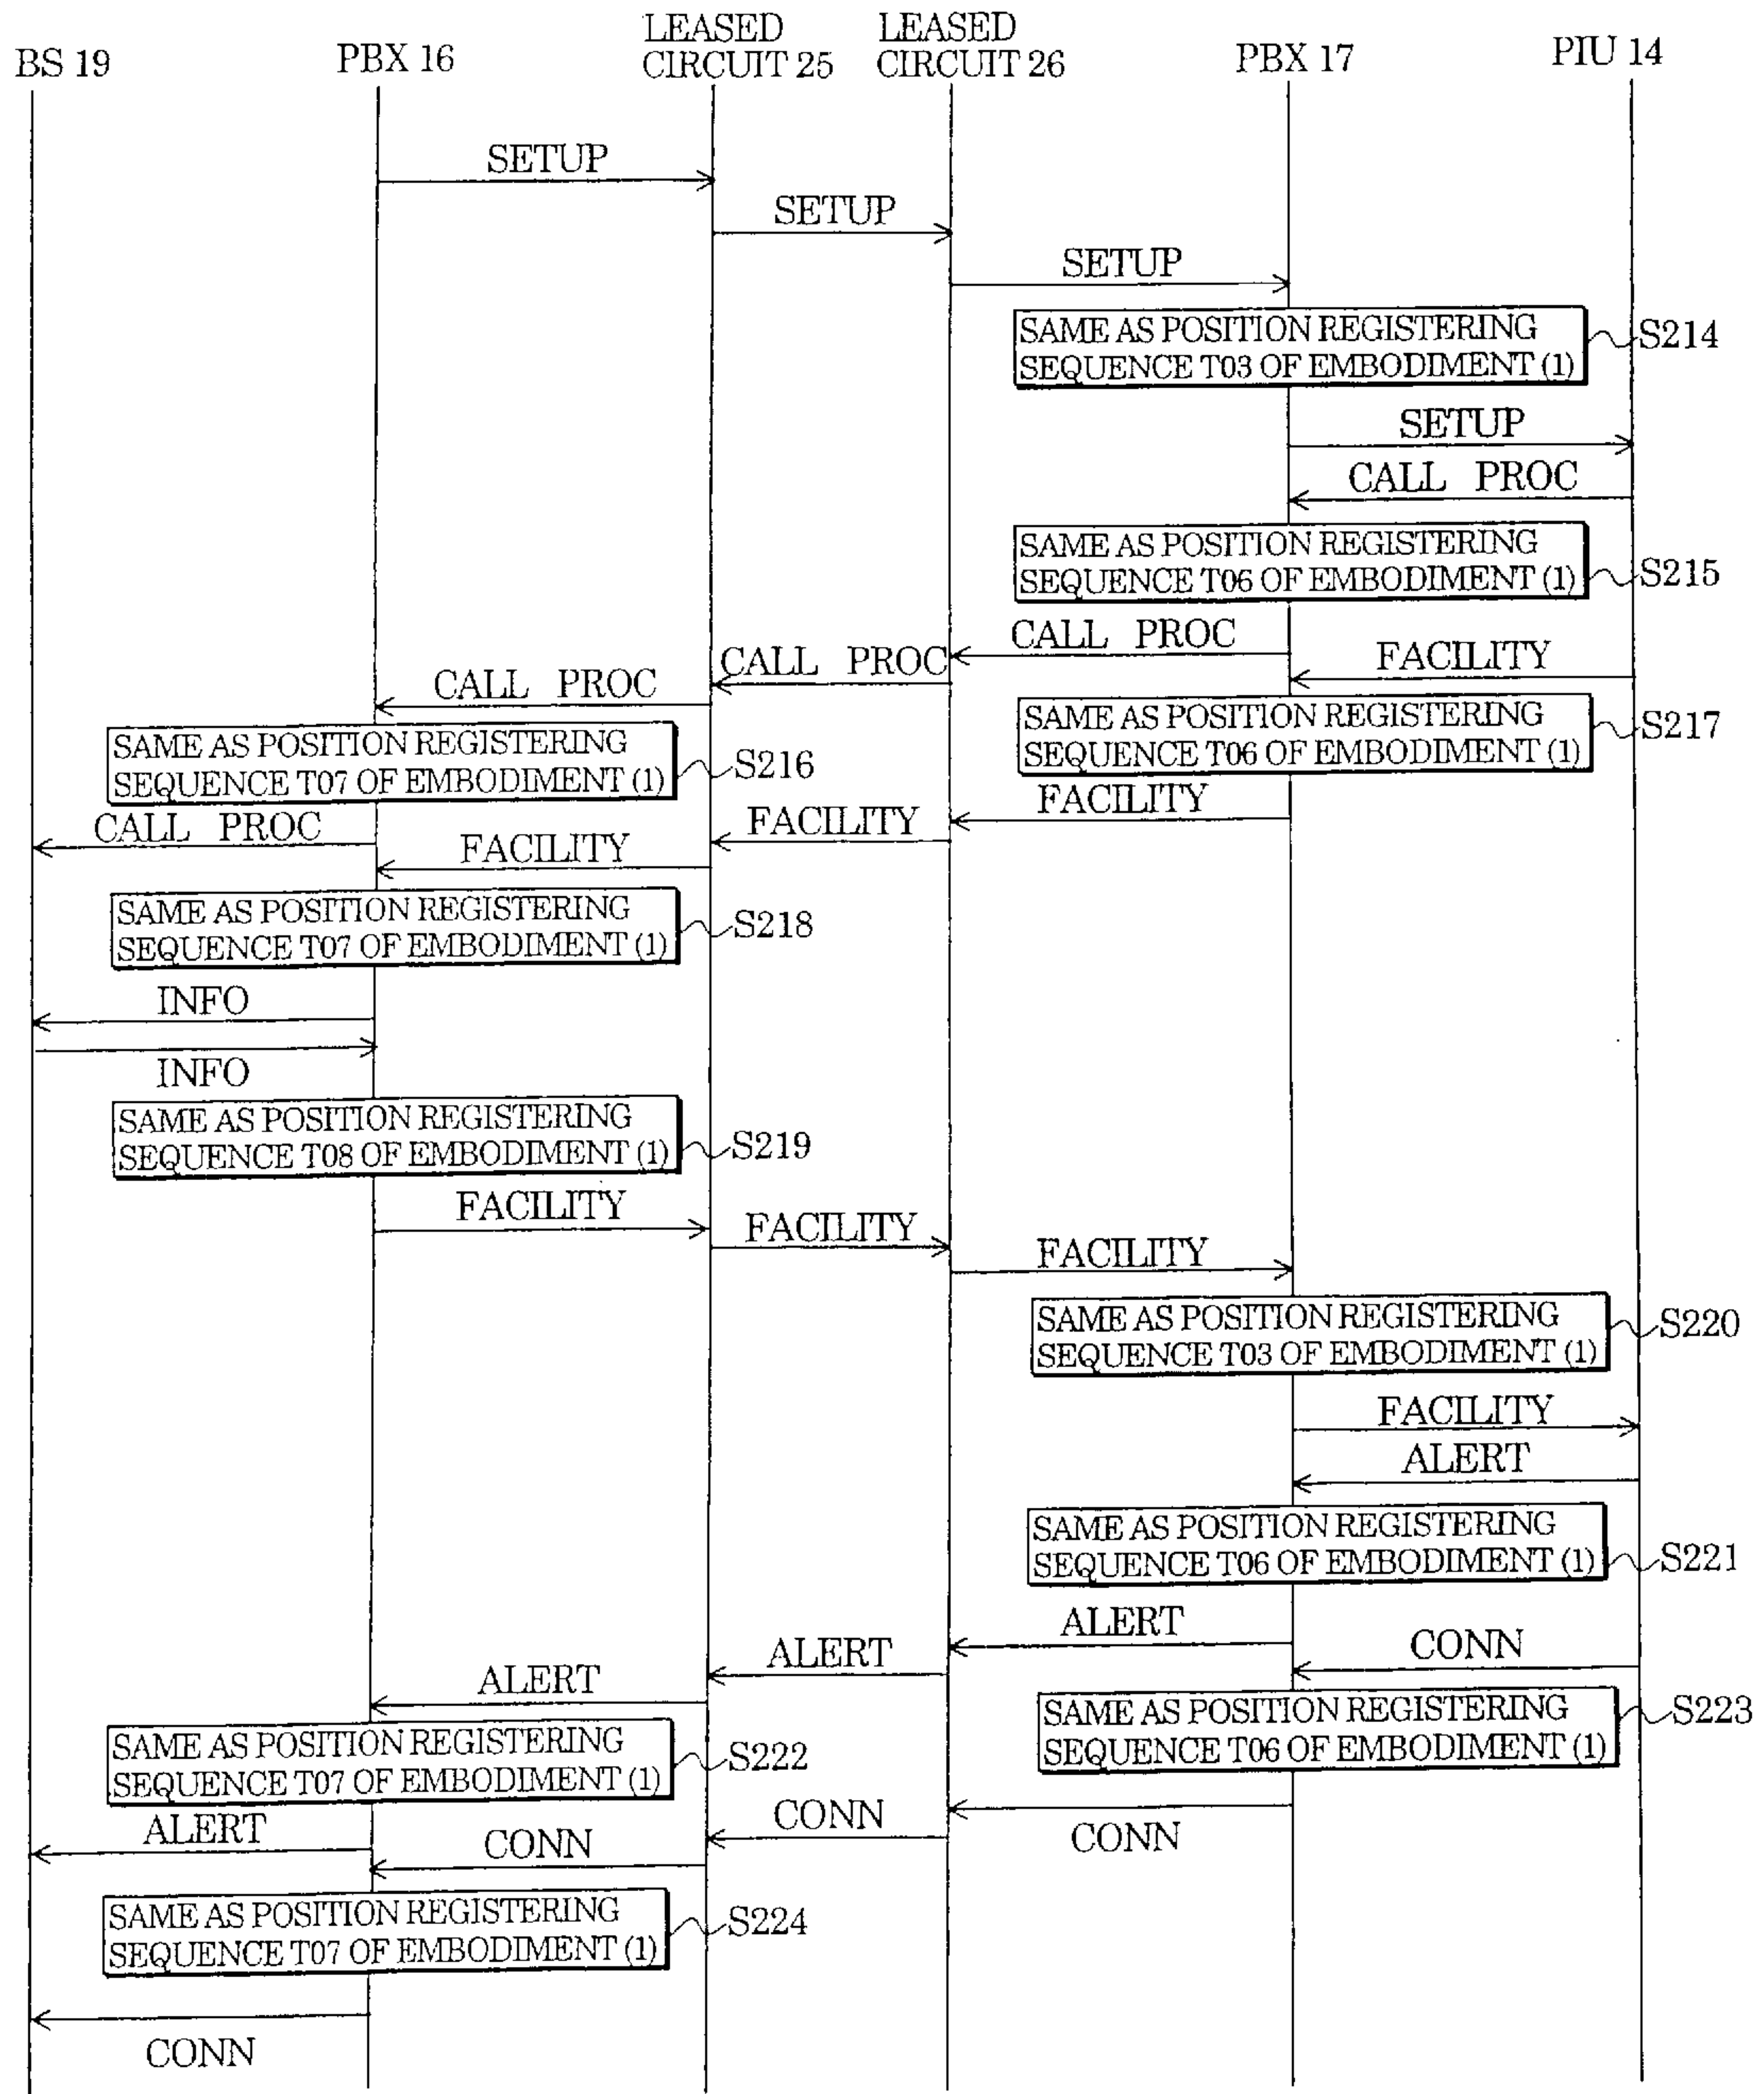 BS 19
PBX 16
LEASED
CIRCUIT 25
LEASED
CIRCUIT 26
PBX 17
PIU 14
SETUP
SETUP
SETUP
SAME AS POSITION REGISTERING
SEQUENCE T03 OF EMBODIMENT (1)
S214
SETUP
CALL PROC
SAME AS POSITION REGISTERING
SEQUENCE T06 OF EMBODIMENT (1)
S215
CALL PROC
FACILITY
CALL PROC
CALL PROC
SAME AS POSITION REGISTERING
SEQUENCE T06 OF EMBODIMENT (1)
S217
SAME AS POSITION REGISTERING
SEQUENCE T07 OF EMBODIMENT (1)
S216
FACILITY
CALL PROC
FACILITY
FACILITY
SAME AS POSITION REGISTERING
SEQUENCE T07 OF EMBODIMENT (1)
S218
INFO
INFO
SAME AS POSITION REGISTERING
SEQUENCE T08 OF EMBODIMENT (1)
S219
FACILITY
FACILITY
FACILITY
SAME AS POSITION REGISTERING
SEQUENCE T03 OF EMBODIMENT (1)
S220
FACILITY
ALERT
SAME AS POSITION REGISTERING
SEQUENCE T06 OF EMBODIMENT (1)
S221
ALERT
CONN
ALERT
ALERT
SAME AS POSITION REGISTERING
SEQUENCE T06 OF EMBODIMENT (1)
S223
SAME AS POSITION REGISTERING
SEQUENCE T07 OF EMBODIMENT (1)
S222
CONN
ALERT
CONN
CONN
SAME AS POSITION REGISTERING
SEQUENCE T07 OF EMBODIMENT (1)
S224
CONN